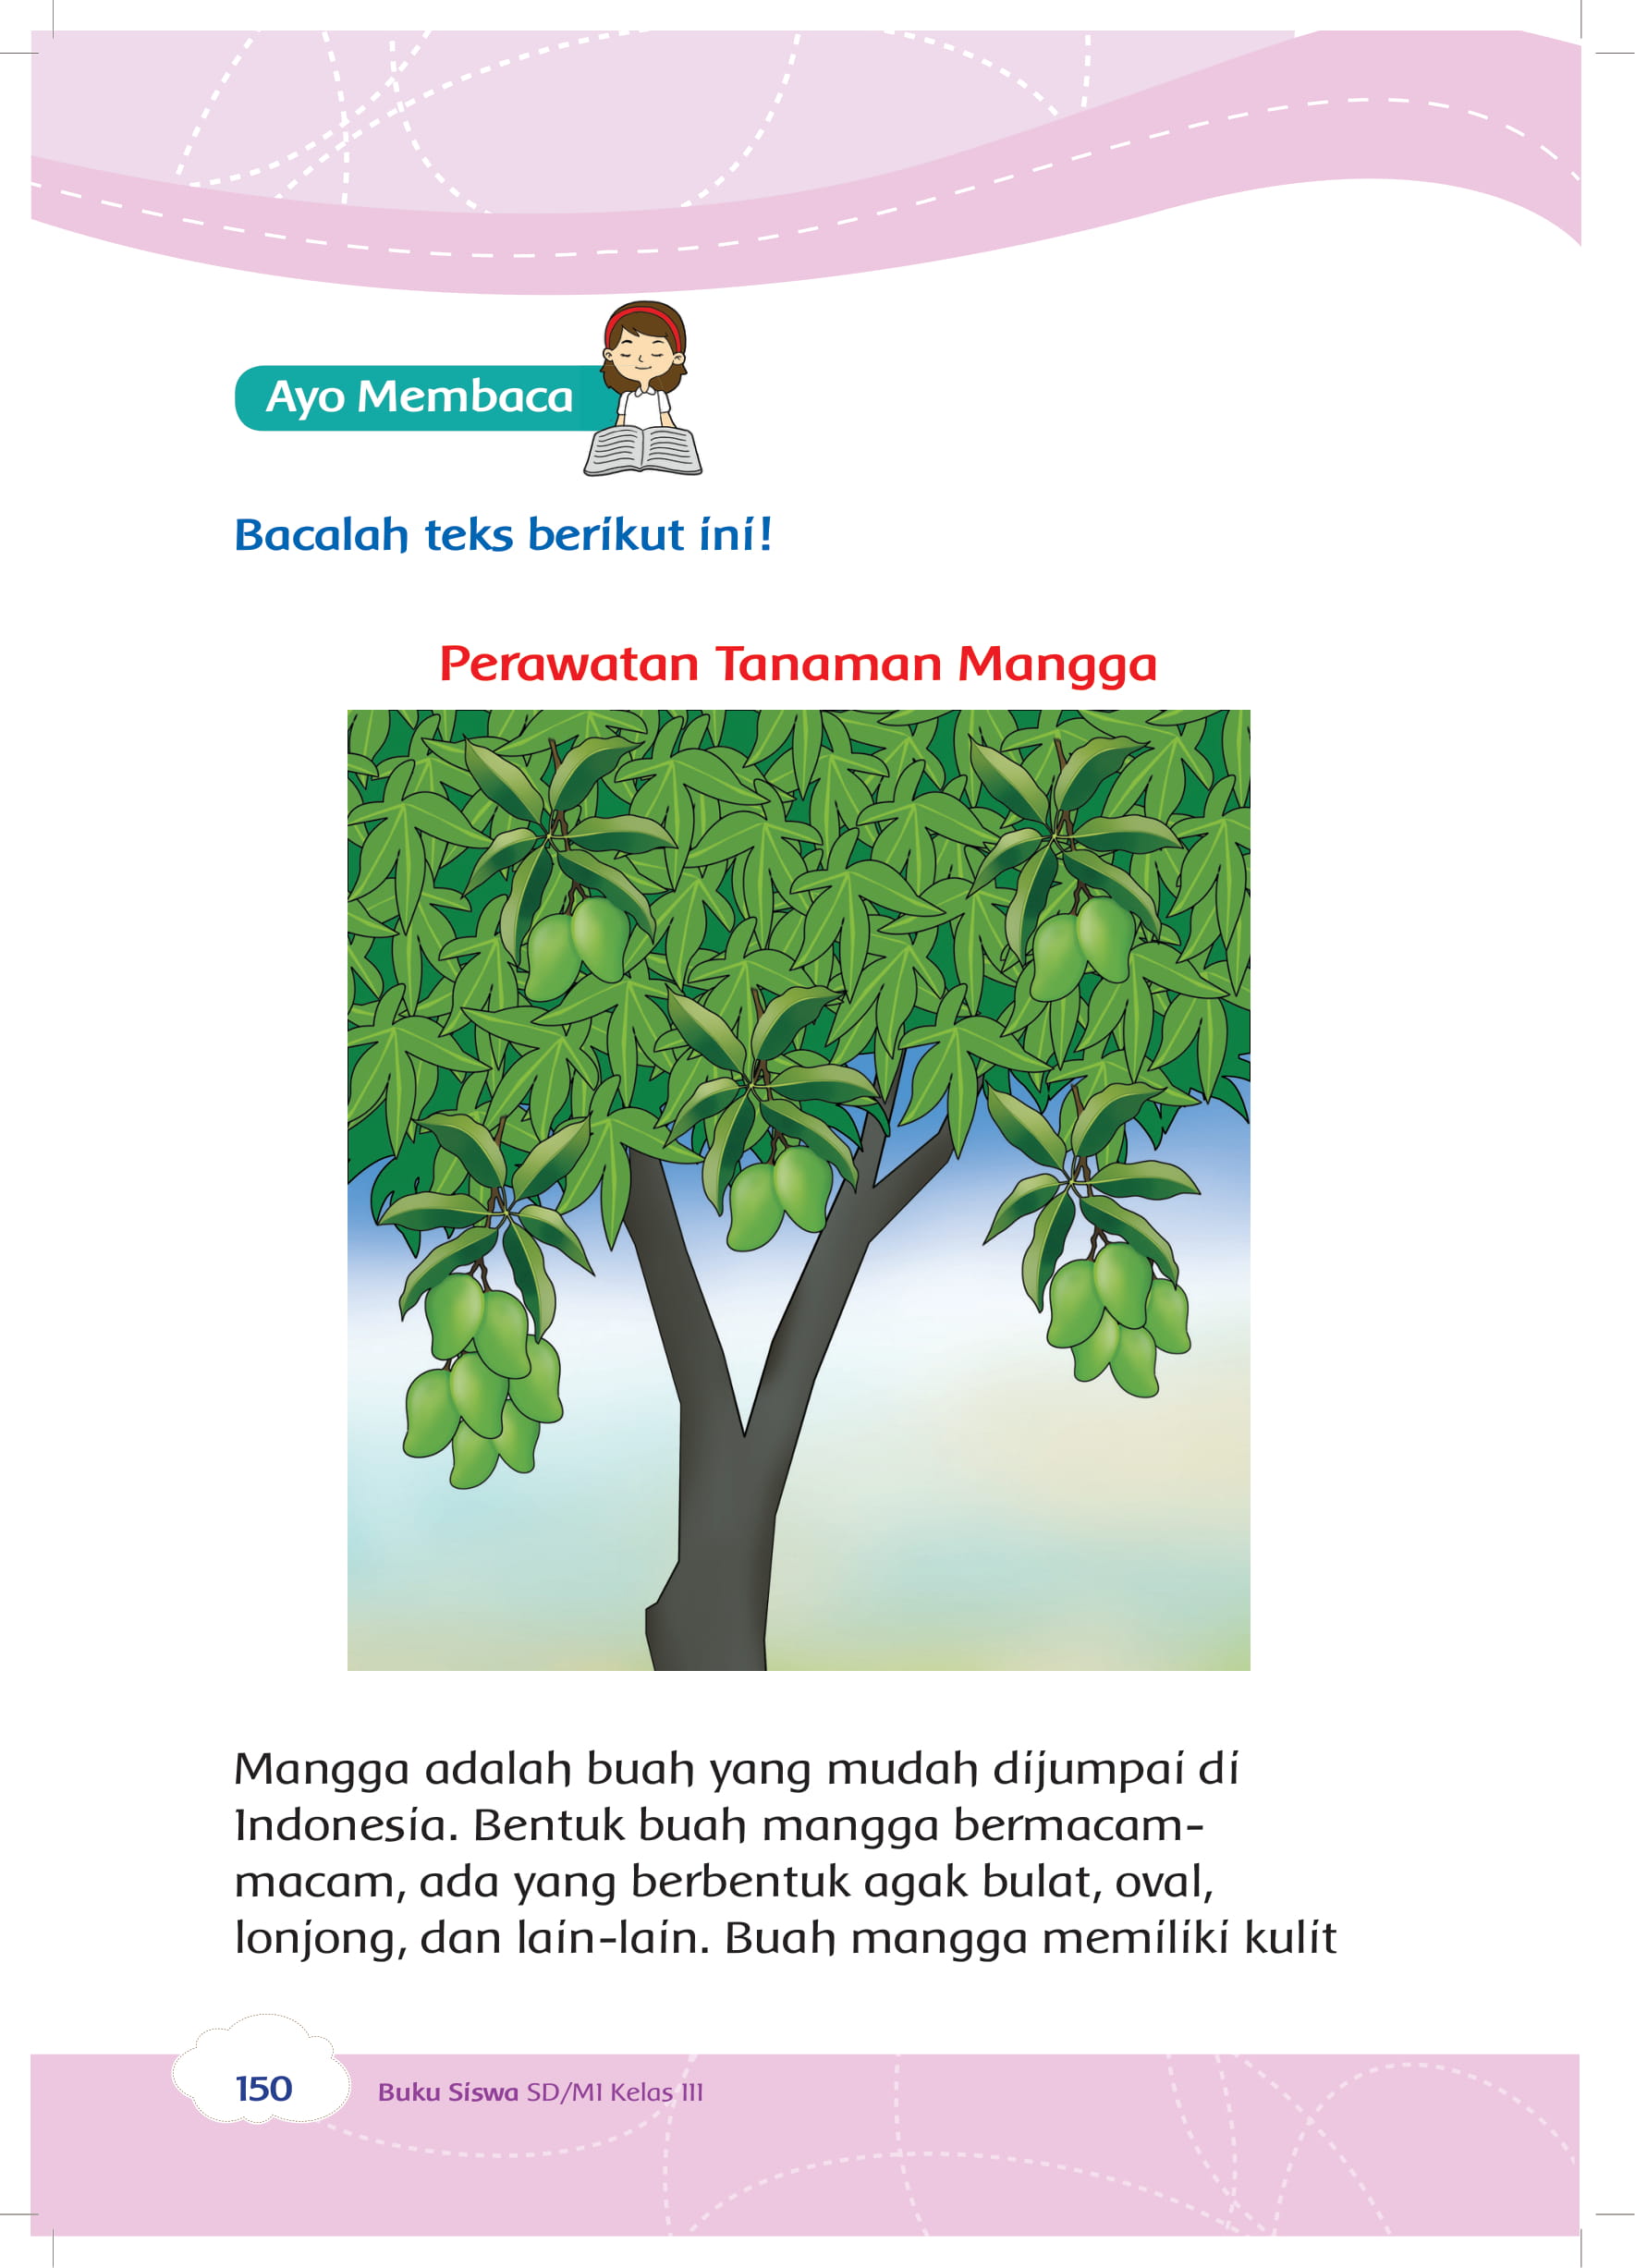 Ayo Membaca
Bacalah teks berikut ini!
Perawatan Tanaman Mangga
Mangga adalah buah yang mudah dijumpai di
Indonesia. Bentuk buah mangga bermacam-
macam, ada yang berbentuk agak bulat, oval,
lonjong, dan lain-lain. Buah mangga memiliki kulit
150 Buku Siswa SD/MI Kelas III